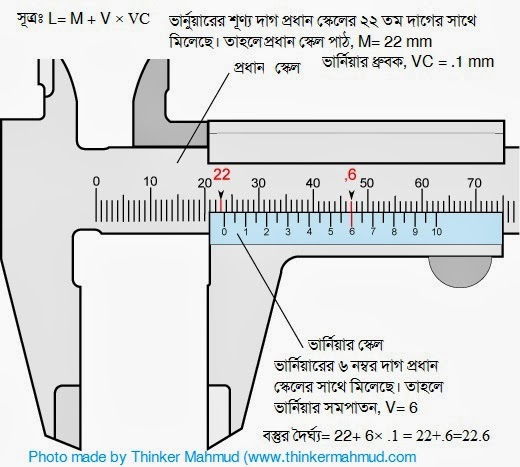 সূত্রঃ L= M + V × VC
ভার্নুয়ারের শূণ্য দাগ প্রধান স্কেলের ২২ তম দাগের সাথে
মিলেছে। তাহলে প্রধান স্কেল পাঠ, M= 22 mm
প্রধান স্কেল
ভার্নিয়ার ধ্রুবক, VC = .1 mm
22 ,6
0 10 20 30 40 50 60 70
0 1 2 3 4 5 6 7 8 9 10
ভার্নিয়ার স্কেল
ভার্নিয়ারের ৬ নম্বর দাগ প্রধান
স্কেলের সাথে মিলেছে। তাহলে
ভার্নিয়ার সমপাতন, V= 6
বস্তুর দৈর্ঘ্য= 22+ 6× .1 = 22+.6=22.6
Photo made by Thinker Mahmud (www.thinkermahmud.com)